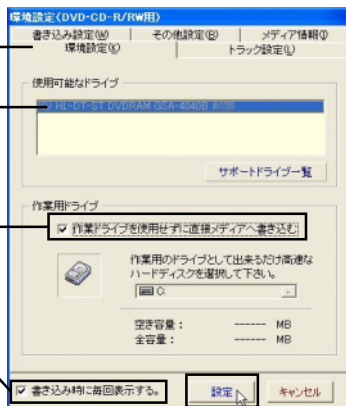 環境設定(DVD・CD-R/RW用)
書き込み設定(W) その他設定(B) メディア情報(I)
環境設定(K) トラック設定(L)
使用可能なドライブ
HL-DT-ST DVDRAM GSA-4040B
サポートドライブ一覧
作業用ドライブ
作業ドライブを使用せずに直接メディアへ書き込む
作業用のドライブとして出来るだけ高速な
ハードディスクを選択して下さい。
C:
空き容量: ------ MB
全容量: ------ MB
書き込み時に毎回表示する。
設定 キャンセル